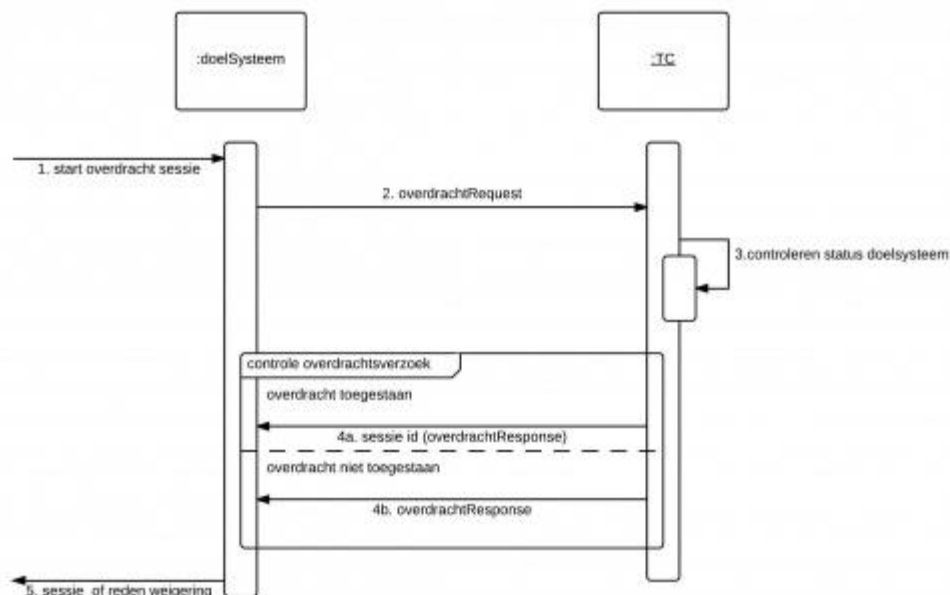 :doelSysteem
:TC
1. start overdracht sessie
2. overdrachtRequest
3.controleren status doelsysteem
controle overdrachtsverzoek
overdracht toegestaan
4a. sessie id (overdrachtResponse)
overdracht niet toegestaan
4b. overdrachtResponse
5. sessie of reden weigering